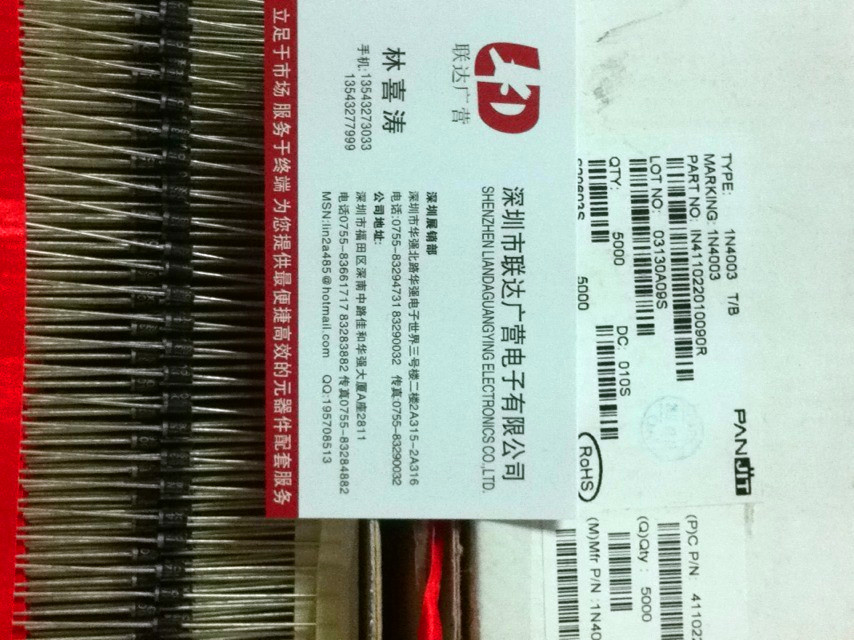 联达广营
深圳市联达广营电子有限公司
SHENZHEN LIANDAGUANGYING ELECTRONICS CO.,LTD.
林喜涛
手机:13543273033
13543277999
深圳展销部
深圳市华强北路华强电子世界三号楼二楼2A315-2A316
电话:0755-83294731 83290032 传真:0755-83290032
公司地址:
深圳市福田区深南中路佳和华强大厦A座2811
电话0755-83661717 83283882 传真0755-83284882
MSN:lin2a485@hotmail.com QQ:195708513
立足于市场 服务于终端 为您提供最便捷高效的元器件配套服务
TYPE: 1N4003 T/B
MARKING: 1N4003
PART NO: IN411022010090R
LOT NO: 03130A09S
QTY: 5000 DC: 010S
5000
RoHS
PANJIT
(P)C P/N 41102
(Q)Qty: 5000
(M)Mfr P/N :1N40